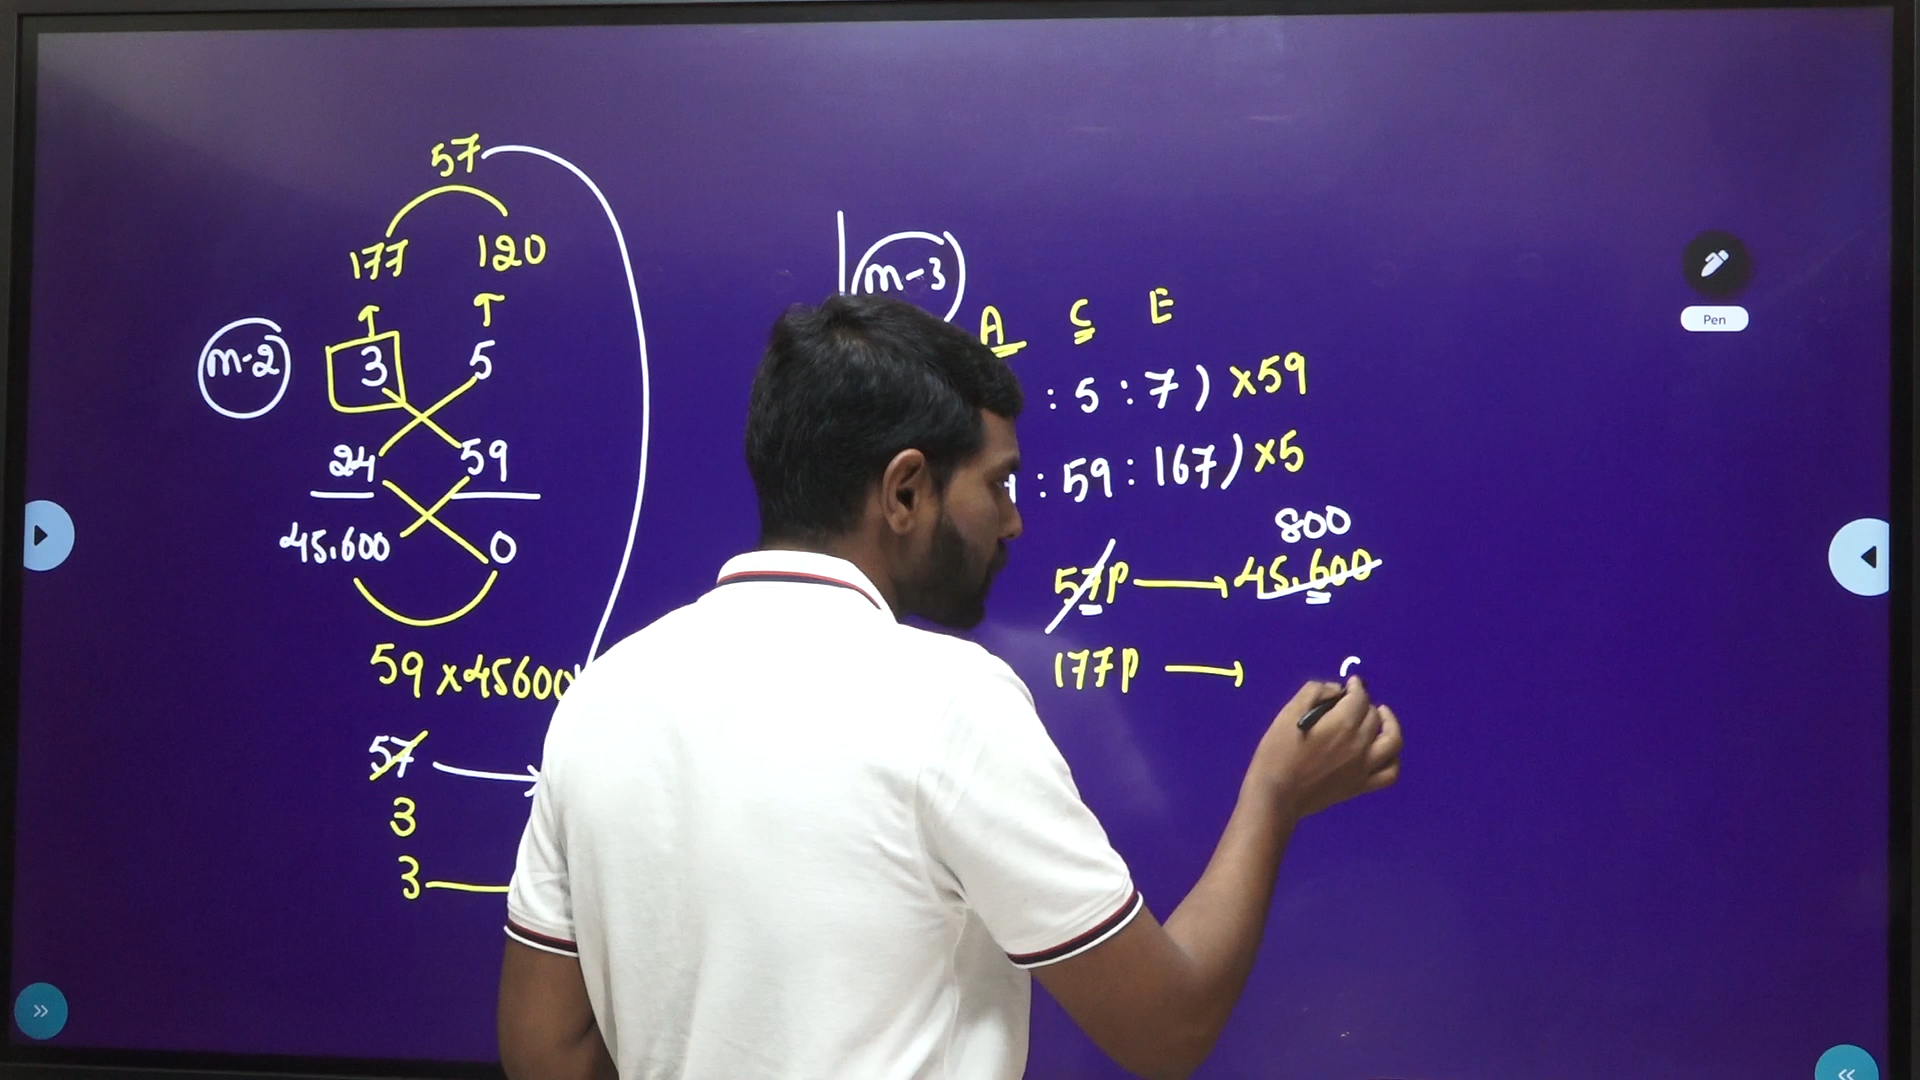 57
177 120
3 5
m-2
24 59
45,600 0
59 x 45600
57
3
3
m-3
A S E
: 5 : 7 ) x59
: 59 : 167 ) x5
800
57p → 45,600
177p →
Pen